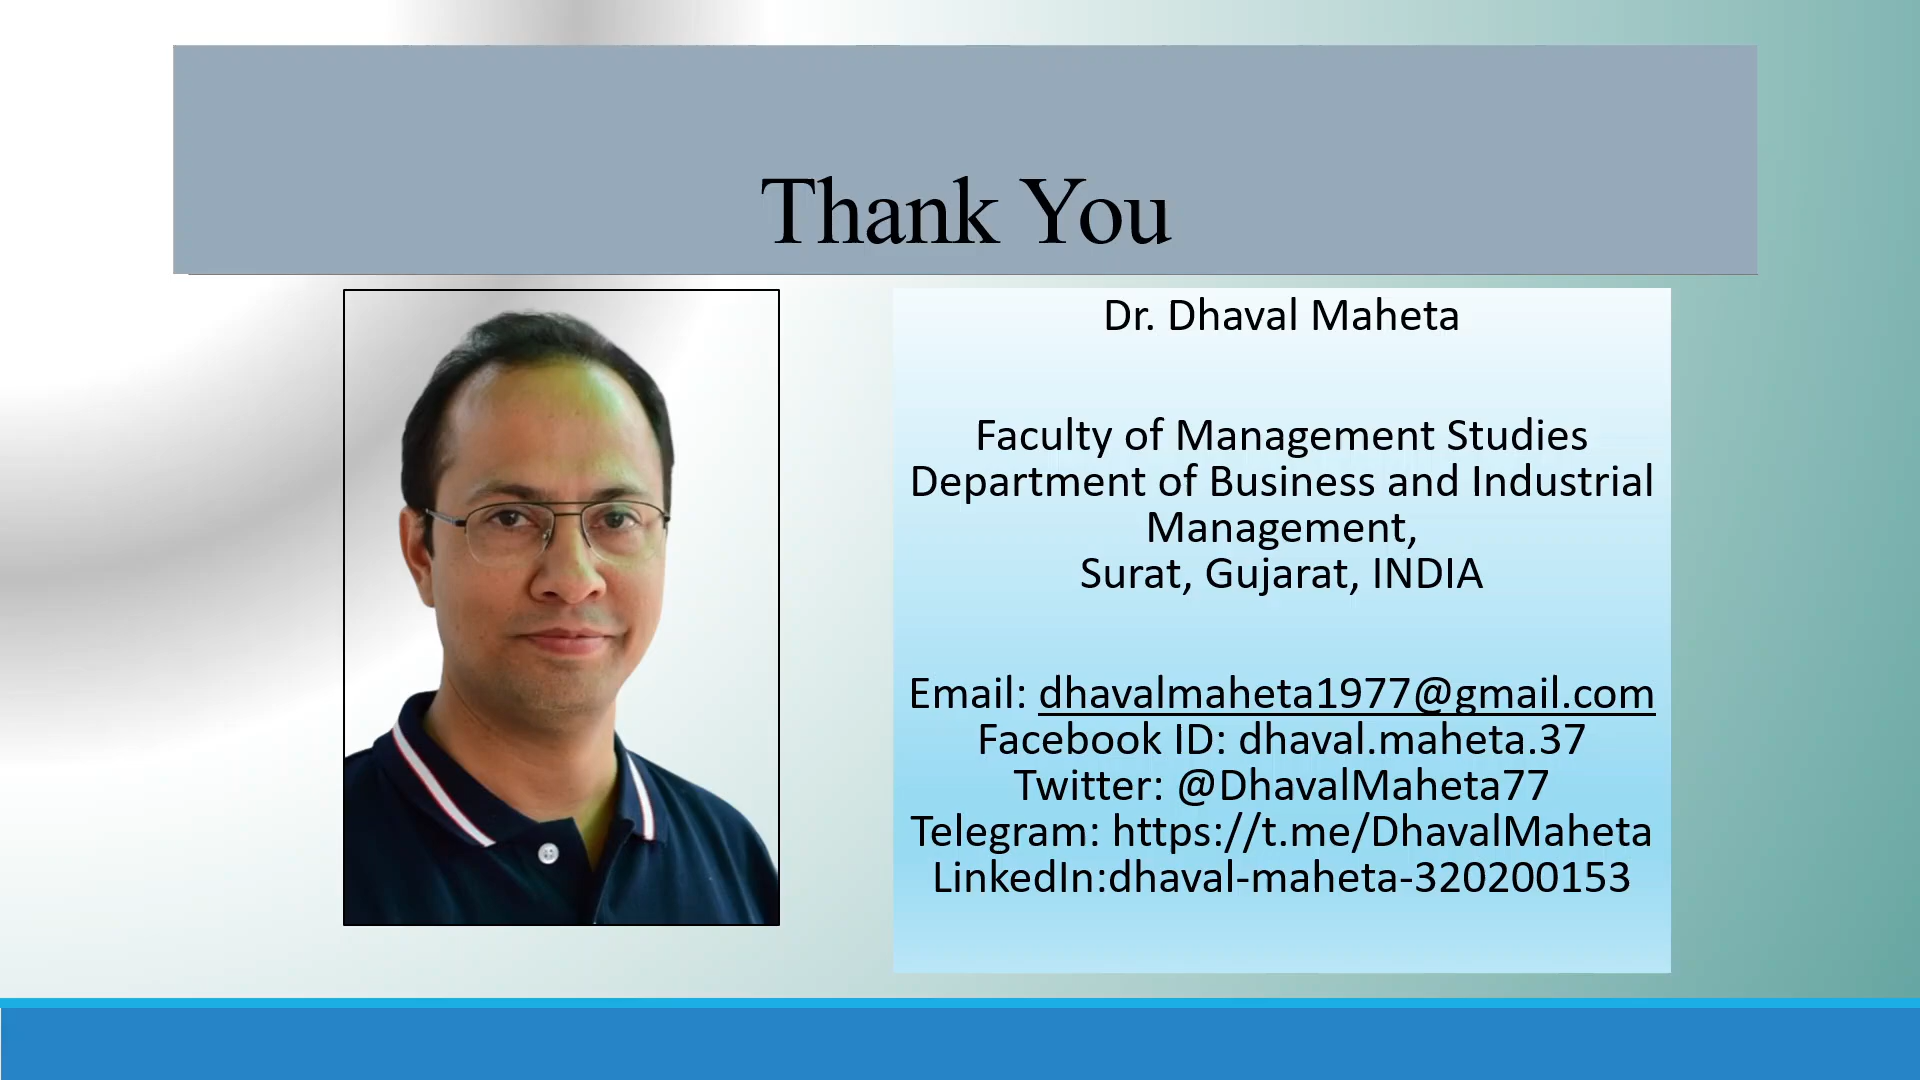 Thank You
Dr. Dhaval Maheta
Faculty of Management Studies
Department of Business and Industrial
Management,
Surat, Gujarat, INDIA
Email: dhavalmaheta1977@gmail.com
Facebook ID: dhaval.maheta.37
Twitter: @DhavalMaheta77
Telegram: https://t.me/DhavalMaheta
LinkedIn:dhaval-maheta-320200153